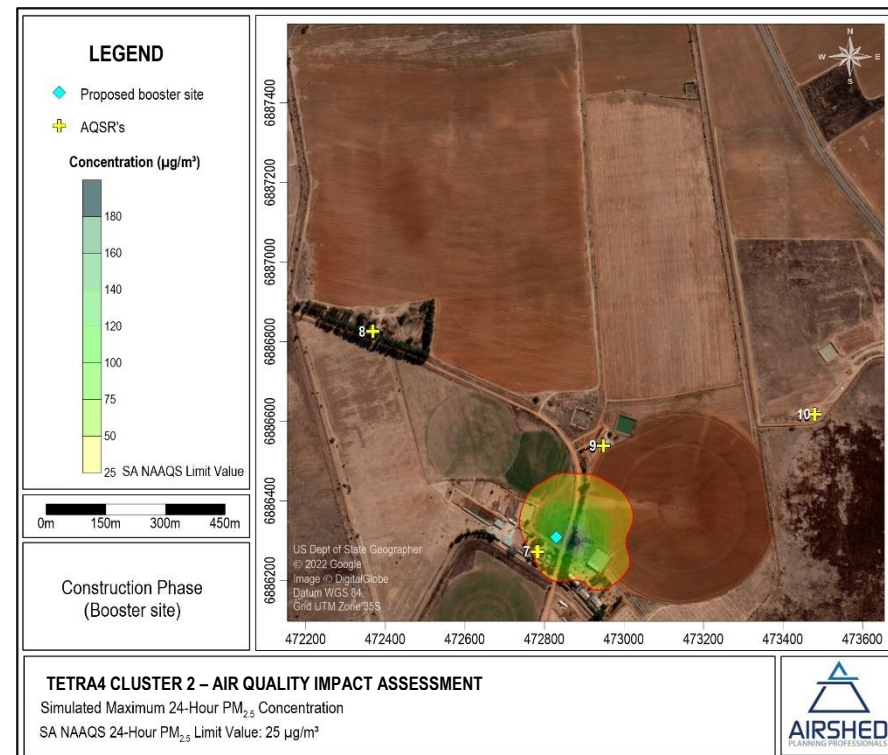 LEGEND
Proposed booster site
AQSR's
Concentration (µg/m³)
180
160
140
120
100
75
50
25 SA NAAQS Limit Value
0m 150m 300m 450m
Construction Phase
(Booster site)
N
W E
S
6887400
6887200
6887000
6886800
6886600
6886400
6886200
8
10
9
7
US Dept of State Geographer
© 2022 Google
Image © DigitalGlobe
Datum WGS 84
Grid UTM Zone 35S
472200 472400 472600 472800 473000 473200 473400 473600
TETRA4 CLUSTER 2 – AIR QUALITY IMPACT ASSESSMENT
Simulated Maximum 24-Hour PM2.5 Concentration
SA NAAQS 24-Hour PM2.5 Limit Value: 25 µg/m³
AIRSHED
PLANNING PROFESSIONALS